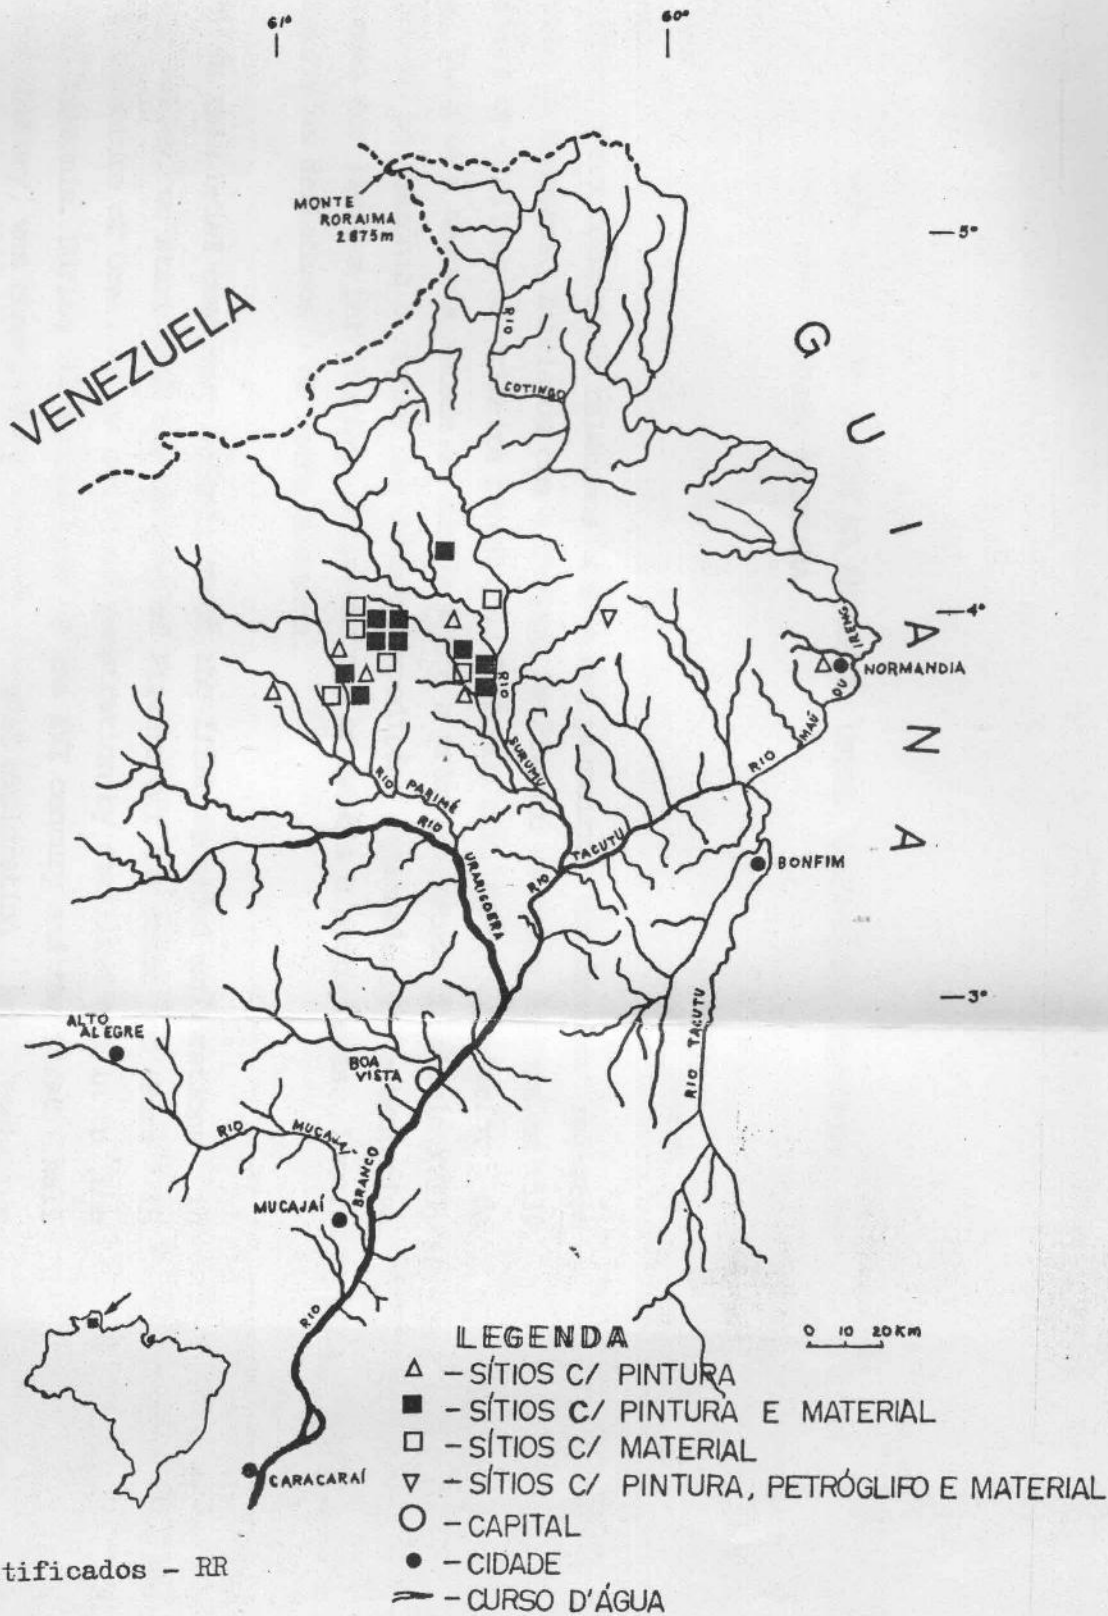 61°
60°
MONTE
RORAIMA
2875m
5°
VENEZUELA
GUIANA
RIO
COTINGO
4°
IRENG
OU
MAÚ
RIO
NORMANDIA
RIO
SURUMU
RIO
PARIMÉ
RIO
URARICOERA
RIO
TACUTU
BONFIM
3°
RIO TACUTU
ALTO
ALEGRE
BOA
VISTA
RIO
MUCAJAÍ
BRANCO
MUCAJAÍ
RIO
CARACARAÍ
0 10 20Km
LEGENDA
△ – SÍTIOS C/ PINTURA
■ – SÍTIOS C/ PINTURA E MATERIAL
□ – SÍTIOS C/ MATERIAL
▽ – SÍTIOS C/ PINTURA, PETRÓGLIFO E MATERIAL
○ – CAPITAL
● – CIDADE
– CURSO D'ÁGUA
tificados - RR